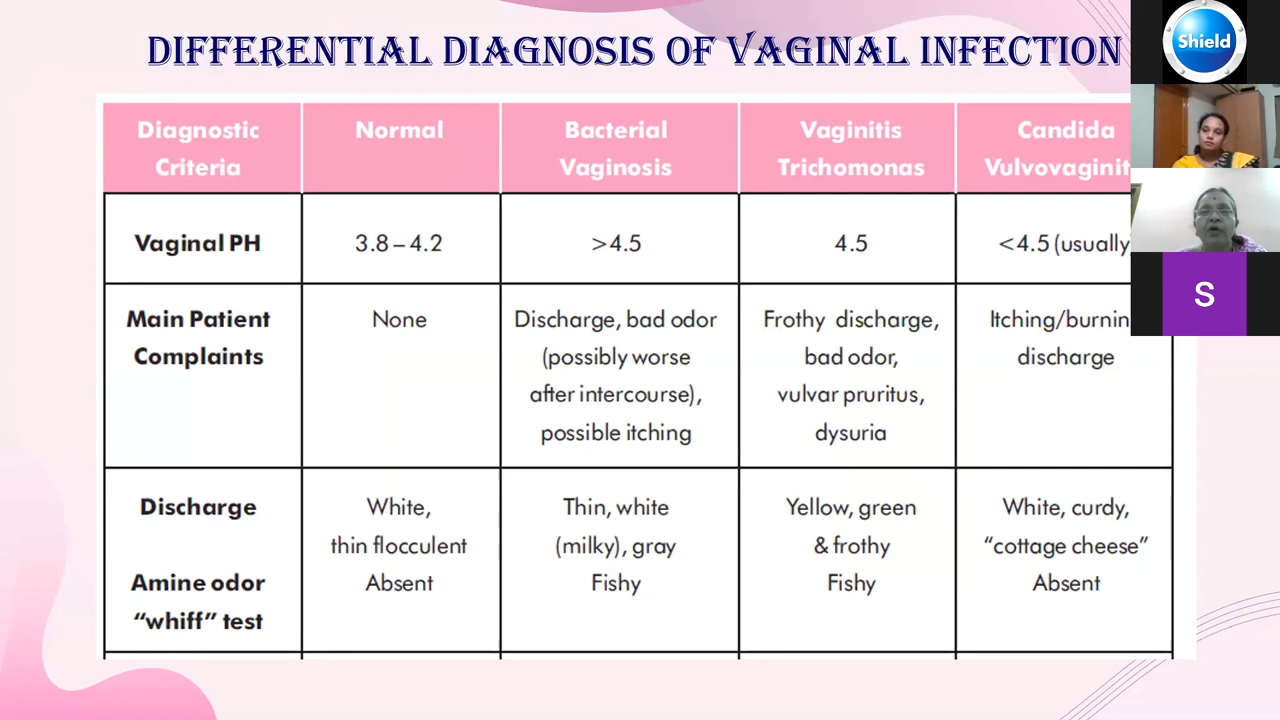 DIFFERENTIAL DIAGNOSIS OF VAGINAL INFECTION
Shield
Diagnostic Criteria
Normal
Bacterial Vaginosis
Vaginitis Trichomonas
Candida
Vaginal PH
3.8 – 4.2
>4.5
4.5
<4.5 (usually)
Main Patient Complaints
None
Discharge, bad odor
(possibly worse
after intercourse),
possible itching
Frothy discharge,
bad odor,
vulvar pruritus,
dysuria
discharge
Discharge
White,
thin flocculent
Thin, white
(milky), gray
Yellow, green
& frothy
White, curdy,
“cottage cheese”
Amine odor
“whiff” test
Absent
Fishy
Fishy
Absent
S